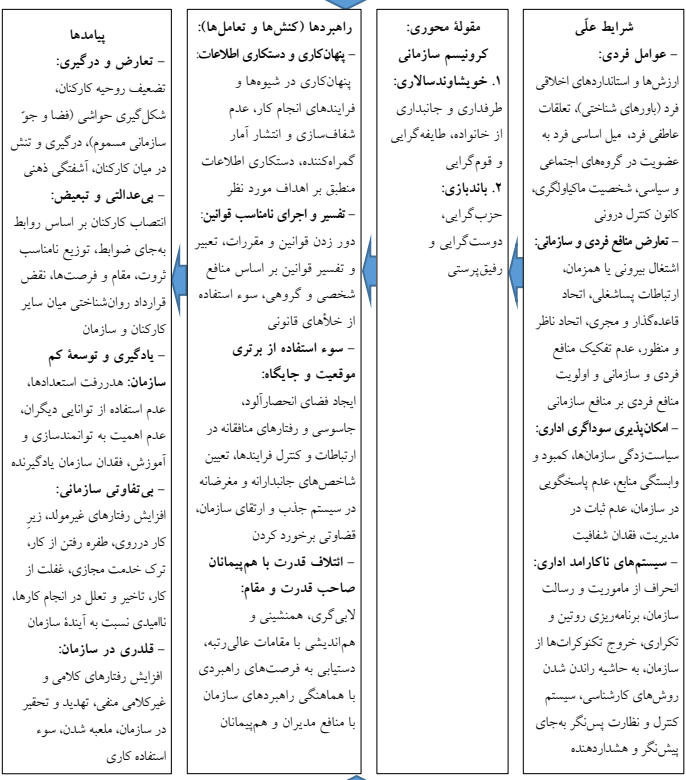 شرایط علّی
– عوامل فردی:
ارزش‌ها و استانداردهای اخلاقی
فرد (باورهای شناختی)، تعلقات
عاطفی فرد، میل اساسی فرد به
عضویت در گروه‌های اجتماعی
و سیاسی، شخصیت ماکیاولگری،
کانون کنترل درونی
– تعارض منافع فردی و سازمانی:
اشتغال بیرونی یا همزمان،
ارتباطات پساشغلی، اتحاد
قاعده‌گذار و مجری، اتحاد ناظر
و منظور، عدم تفکیک منافع
فردی و سازمانی و اولویت
منافع فردی بر منافع سازمانی
– امکان‌پذیری سوداگری اداری:
سیاست‌زدگی سازمان‌ها، کمبود و
وابستگی منابع، عدم پاسخگویی
در سازمان، عدم ثبات در
مدیریت، فقدان شفافیت
– سیستم‌های ناکارامد اداری:
انحراف از ماموریت و رسالت
سازمان، برنامه‌ریزی روتین و
تکراری، خروج تکنوکرات‌ها از
سازمان، به حاشیه راندن شدن
روش‌های کارشناسی، سیستم
کنترل و نظارت پس‌نگر به‌جای
پیش‌نگر و هشداردهنده
مقولهٔ محوری:
کرونیسم سازمانی
۱. خویشاوندسالاری:
طرفداری و جانبداری
از خانواده، طایفه‌گرایی
و قوم‌گرایی
۲. باندبازی:
حزب‌گرایی،
دوست‌گرایی و
رفیق‌پرستی
راهبردها (کنش‌ها و تعامل‌ها):
– پنهان‌کاری و دستکاری اطلاعات:
پنهان‌کاری در شیوه‌ها و
فرایندهای انجام کار، عدم
شفاف‌سازی و انتشار آمار
گمراه‌کننده، دستکاری اطلاعات
منطبق بر اهداف مورد نظر
– تفسیر و اجرای نامناسب قوانین:
دور زدن قوانین و مقررات، تعبیر
و تفسیر قوانین بر اساس منافع
شخصی و گروهی، سوء استفاده
از خلأهای قانونی
– سوء استفاده از برتری
موقعیت و جایگاه:
ایجاد فضای انحصارآلود،
جاسوسی و رفتارهای منافقانه در
ارتباطات و کنترل فرایندها، تعیین
شاخص‌های جانبدارانه و مغرضانه
در سیستم جذب و ارتقای سازمان،
قضاوتی برخورد کردن
– ائتلاف قدرت با هم‌پیمانان
صاحب قدرت و مقام:
لابی‌گری، همنشینی و
هم‌اندیشی با مقامات عالی‌رتبه،
دستیابی به فرصت‌های راهبردی
با هماهنگی راهبردهای سازمان
با منافع مدیران و هم‌پیمانان
پیامدها
– تعارض و درگیری:
تضعیف روحیه کارکنان،
شکل‌گیری حواشی (فضا و جوّ
سازمانی مسموم)، درگیری و تنش
در میان کارکنان، آشفتگی ذهنی
– بی‌عدالتی و تبعیض:
انتصاب کارکنان بر اساس روابط
به‌جای ضوابط، توزیع نامناسب
ثروت، مقام و فرصت‌ها، نقض
قرارداد روان‌شناختی میان سایر
کارکنان و سازمان
– یادگیری و توسعهٔ کم
سازمان: هدررفت استعدادها،
عدم استفاده از توانایی دیگران،
عدم اهمیت به توانمندسازی و
آموزش، فقدان سازمان یادگیرنده
– بی‌تفاوتی سازمانی:
افزایش رفتارهای غیرمولد، زیرِ
کار درروی، طفره رفتن از کار،
ترک خدمت مجازی، غفلت از
کار، تاخیر و تعلل در انجام کارها،
ناامیدی نسبت به آیندهٔ سازمان
– قلدری در سازمان:
افزایش رفتارهای کلامی و
غیرکلامی منفی، تهدید و تحقیر
در سازمان، ملعبه شدن، سوء
استفاده کاری